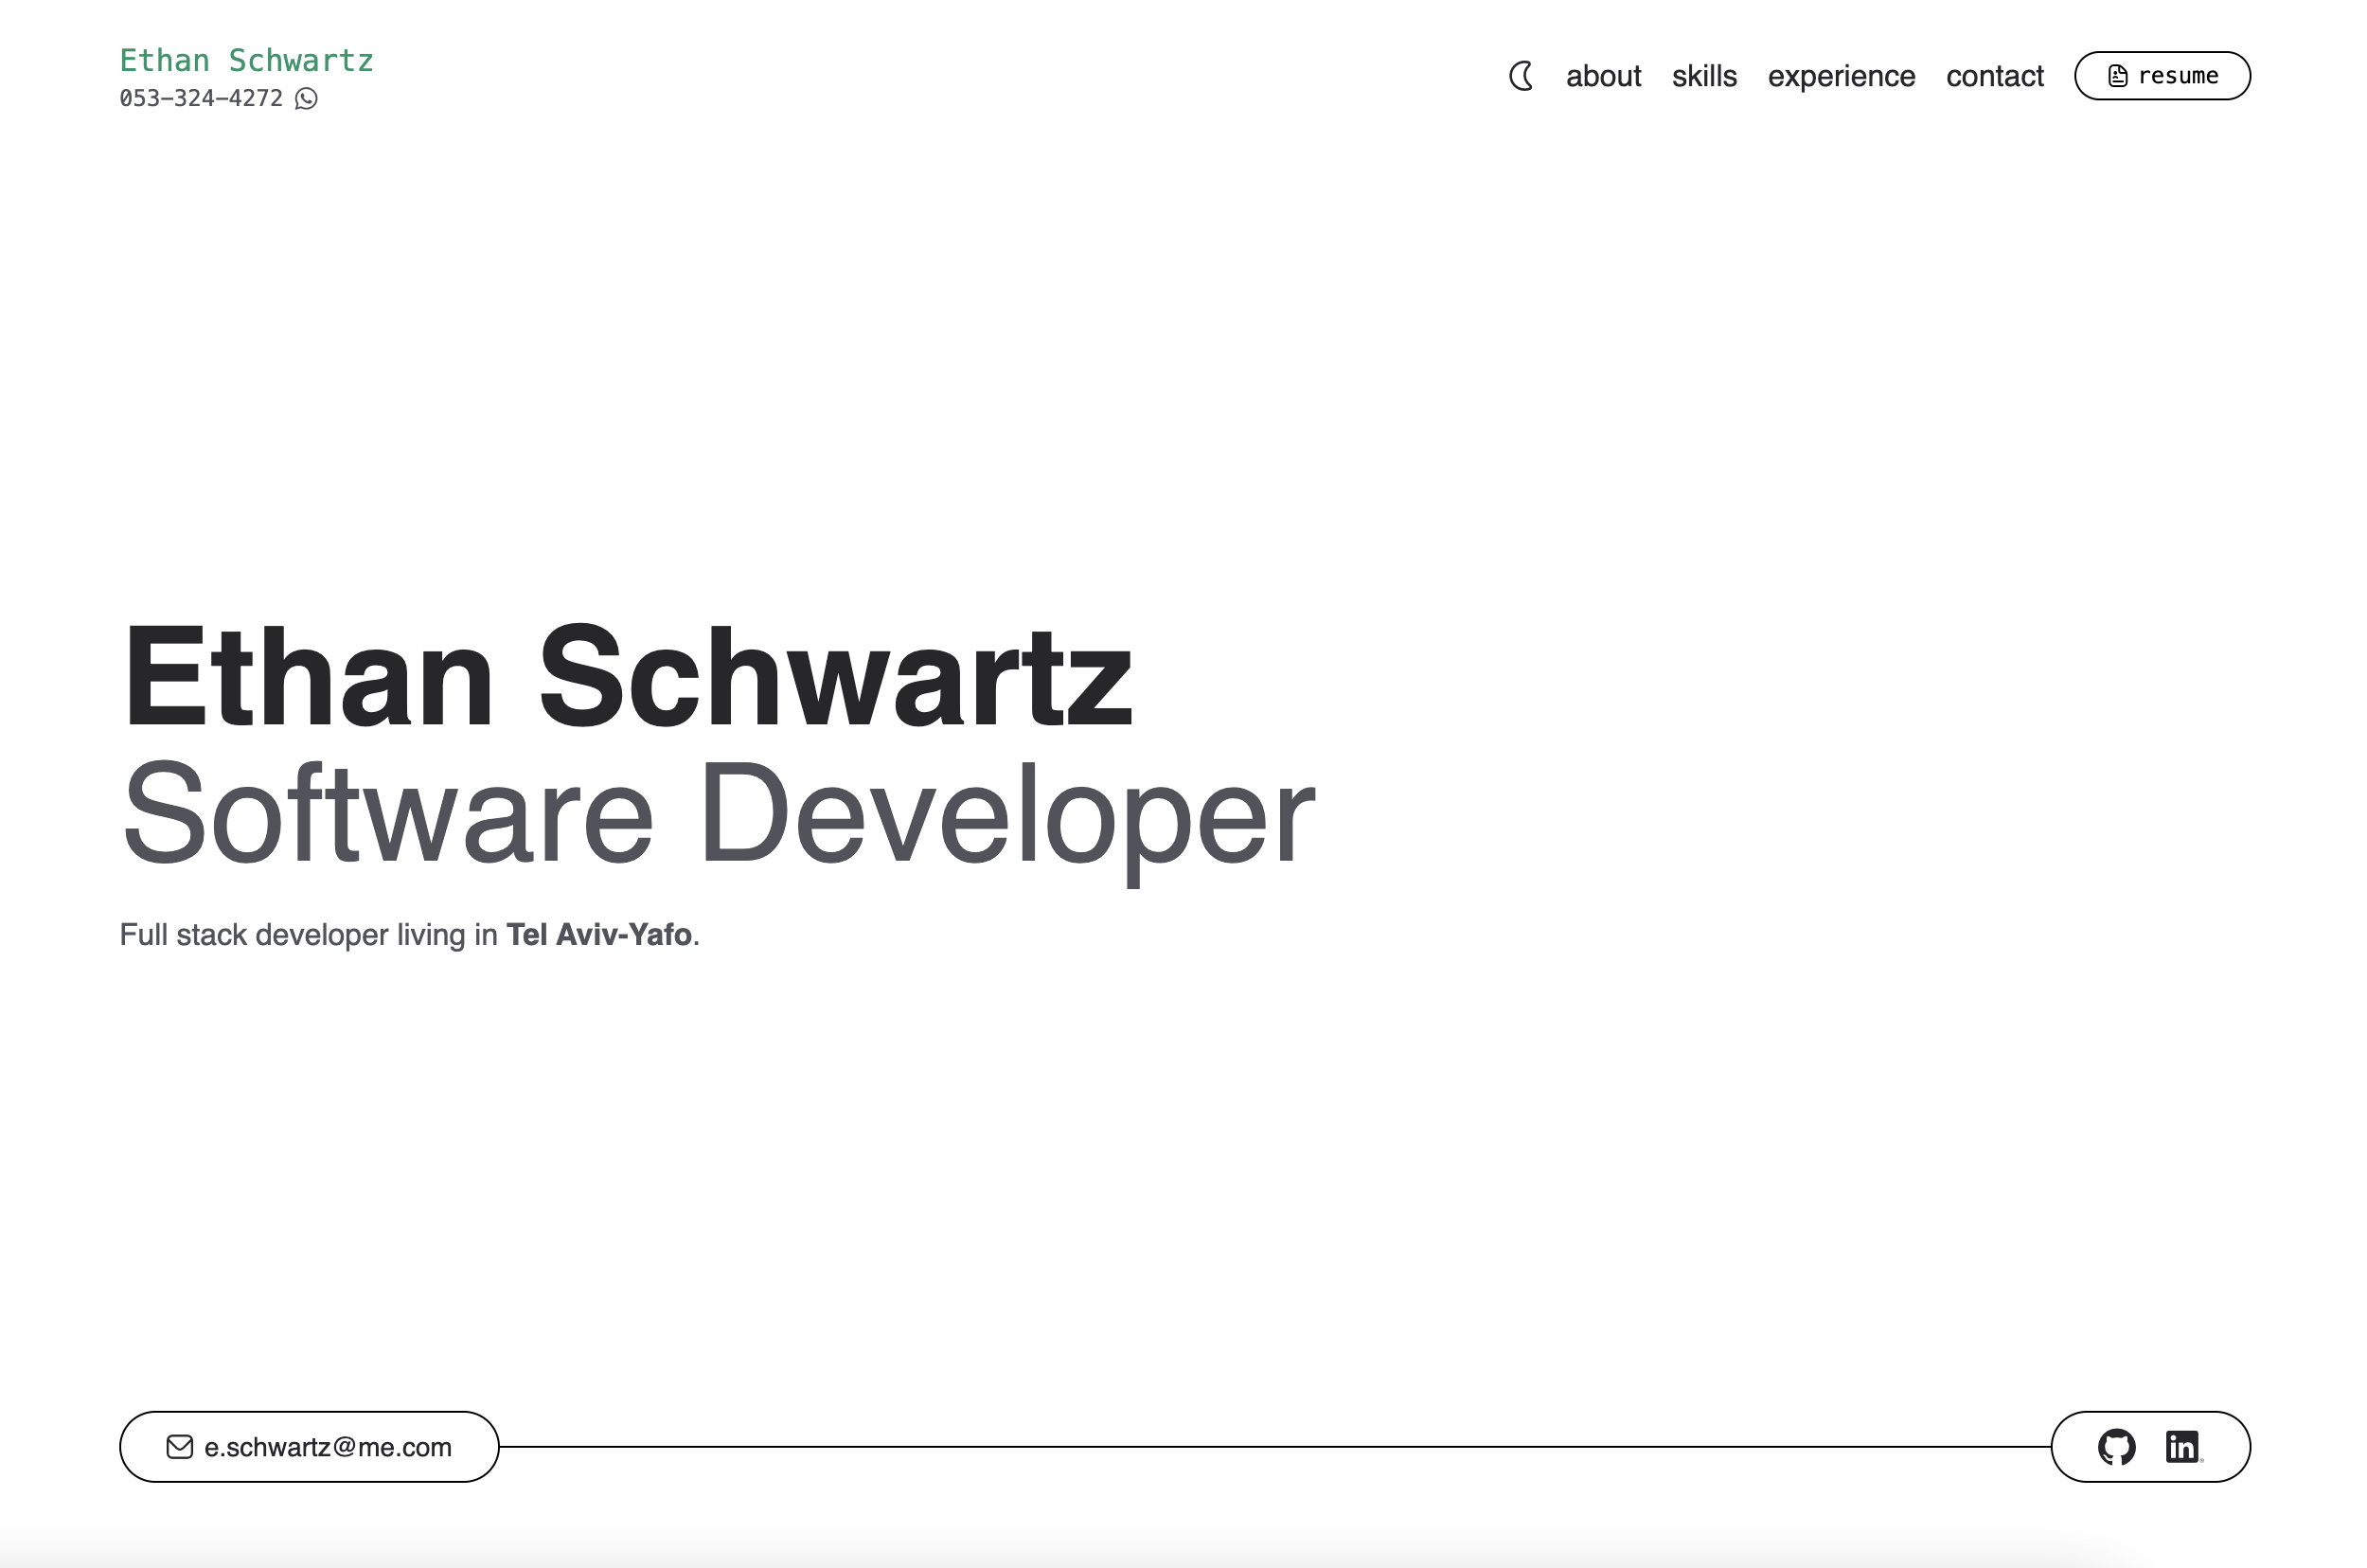 Ethan Schwartz
053-324-4272
about skills experience contact resume
Ethan Schwartz
Software Developer
Full stack developer living in Tel Aviv-Yafo.
e.schwartz@me.com
in